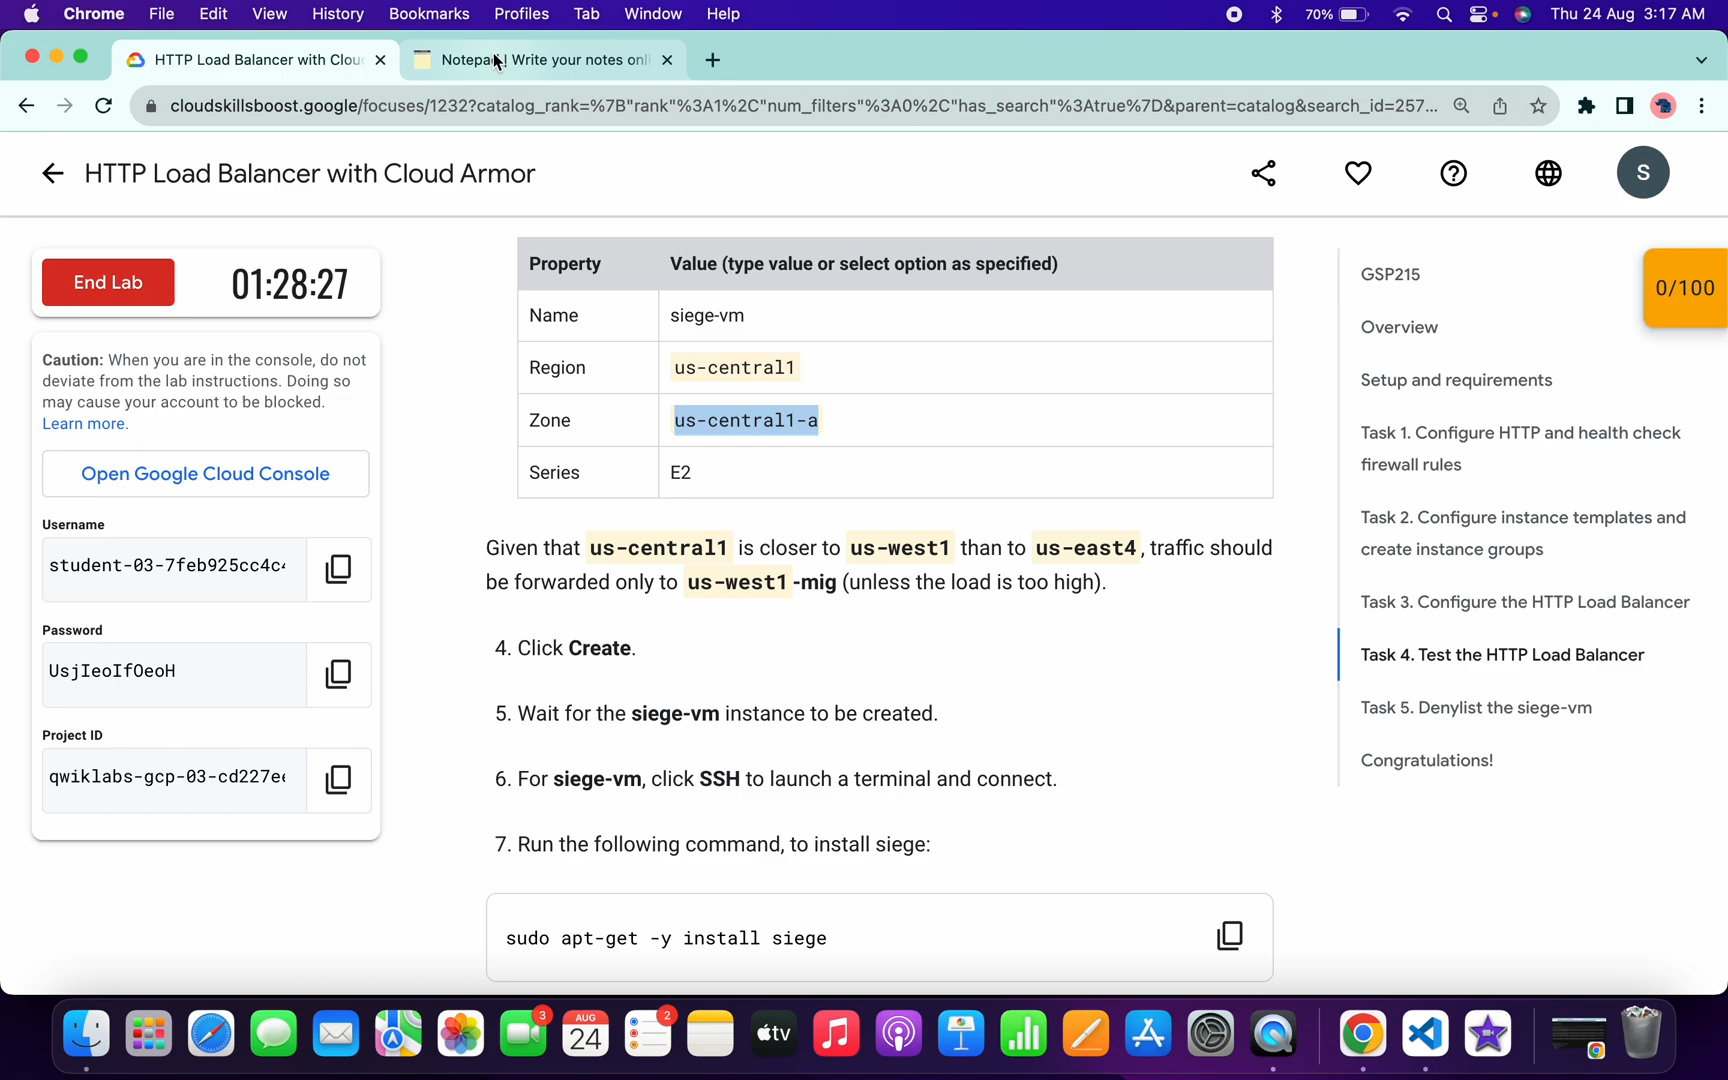 Chrome File Edit View History Bookmarks Profiles Tab Window Help 70% Thu 24 Aug 3:17 AM
HTTP Load Balancer with Clou Notepad! Write your notes onli
cloudskillsboost.google/focuses/1232?catalog_rank=%7B"rank"%3A1%2C"num_filters"%3A0%2C"has_search"%3Atrue%7D&parent=catalog&search_id=257...
HTTP Load Balancer with Cloud Armor S
End Lab 01:28:27
Caution: When you are in the console, do not
deviate from the lab instructions. Doing so
may cause your account to be blocked.
Learn more.
Open Google Cloud Console
Username
student-03-7feb925cc4c4
Password
UsjIeoIfOeoH
Project ID
qwiklabs-gcp-03-cd227e
Property Value (type value or select option as specified)
Name siege-vm
Region us-central1
Zone us-central1-a
Series E2
Given that us-central1 is closer to us-west1 than to us-east4, traffic should
be forwarded only to us-west1-mig (unless the load is too high).
4. Click Create.
5. Wait for the siege-vm instance to be created.
6. For siege-vm, click SSH to launch a terminal and connect.
7. Run the following command, to install siege:
sudo apt-get -y install siege
GSP215
Overview
Setup and requirements
Task 1. Configure HTTP and health check
firewall rules
Task 2. Configure instance templates and
create instance groups
Task 3. Configure the HTTP Load Balancer
Task 4. Test the HTTP Load Balancer
Task 5. Denylist the siege-vm
Congratulations!
0/100
3 AUG 24 2 tv